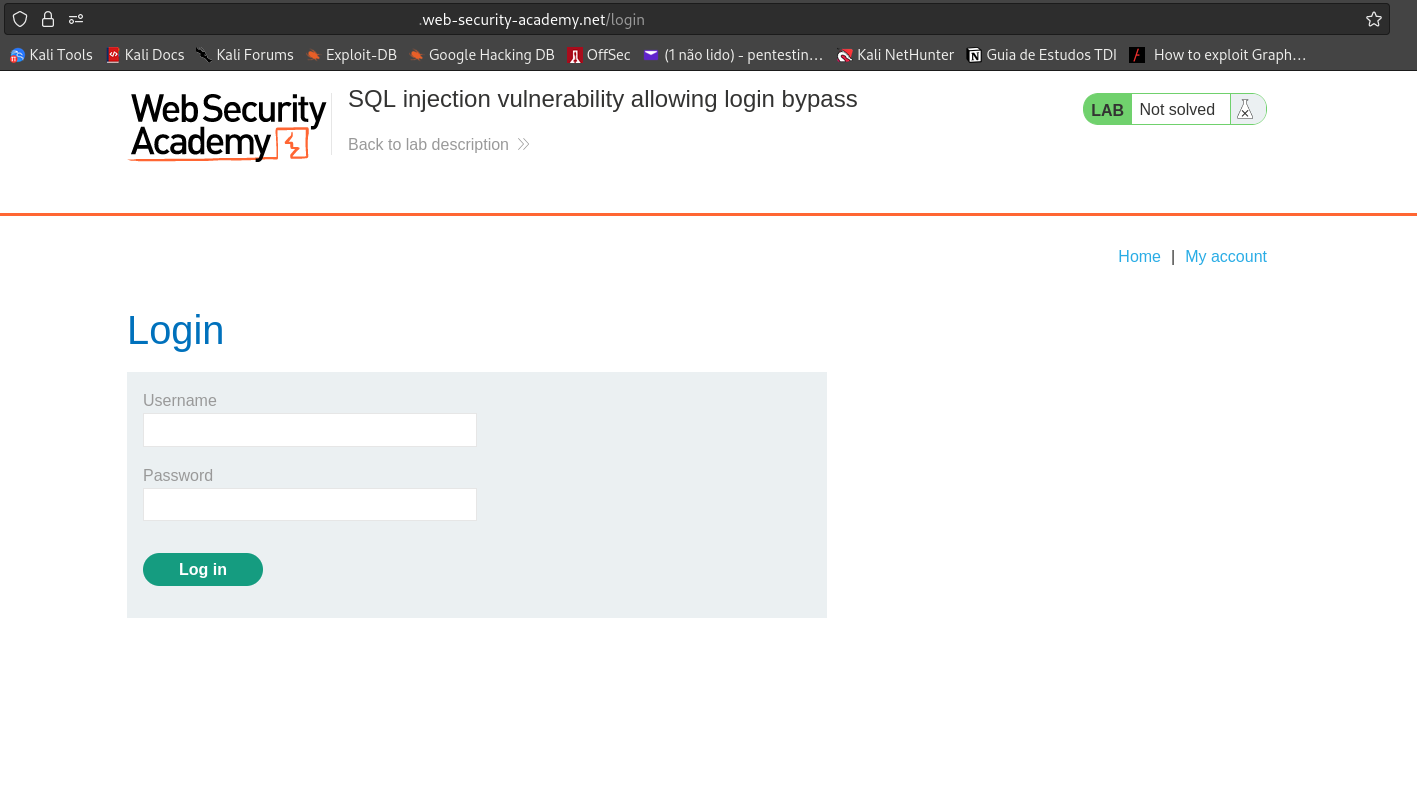 .web-security-academy.net/login
Kali Tools Kali Docs Kali Forums Exploit-DB Google Hacking DB OffSec (1 não lido) - pentestin… Kali NetHunter Guia de Estudos TDI How to exploit Graph…
Web Security
Academy
SQL injection vulnerability allowing login bypass
Back to lab description
LAB Not solved
Home | My account
Login
Username
Password
Log in